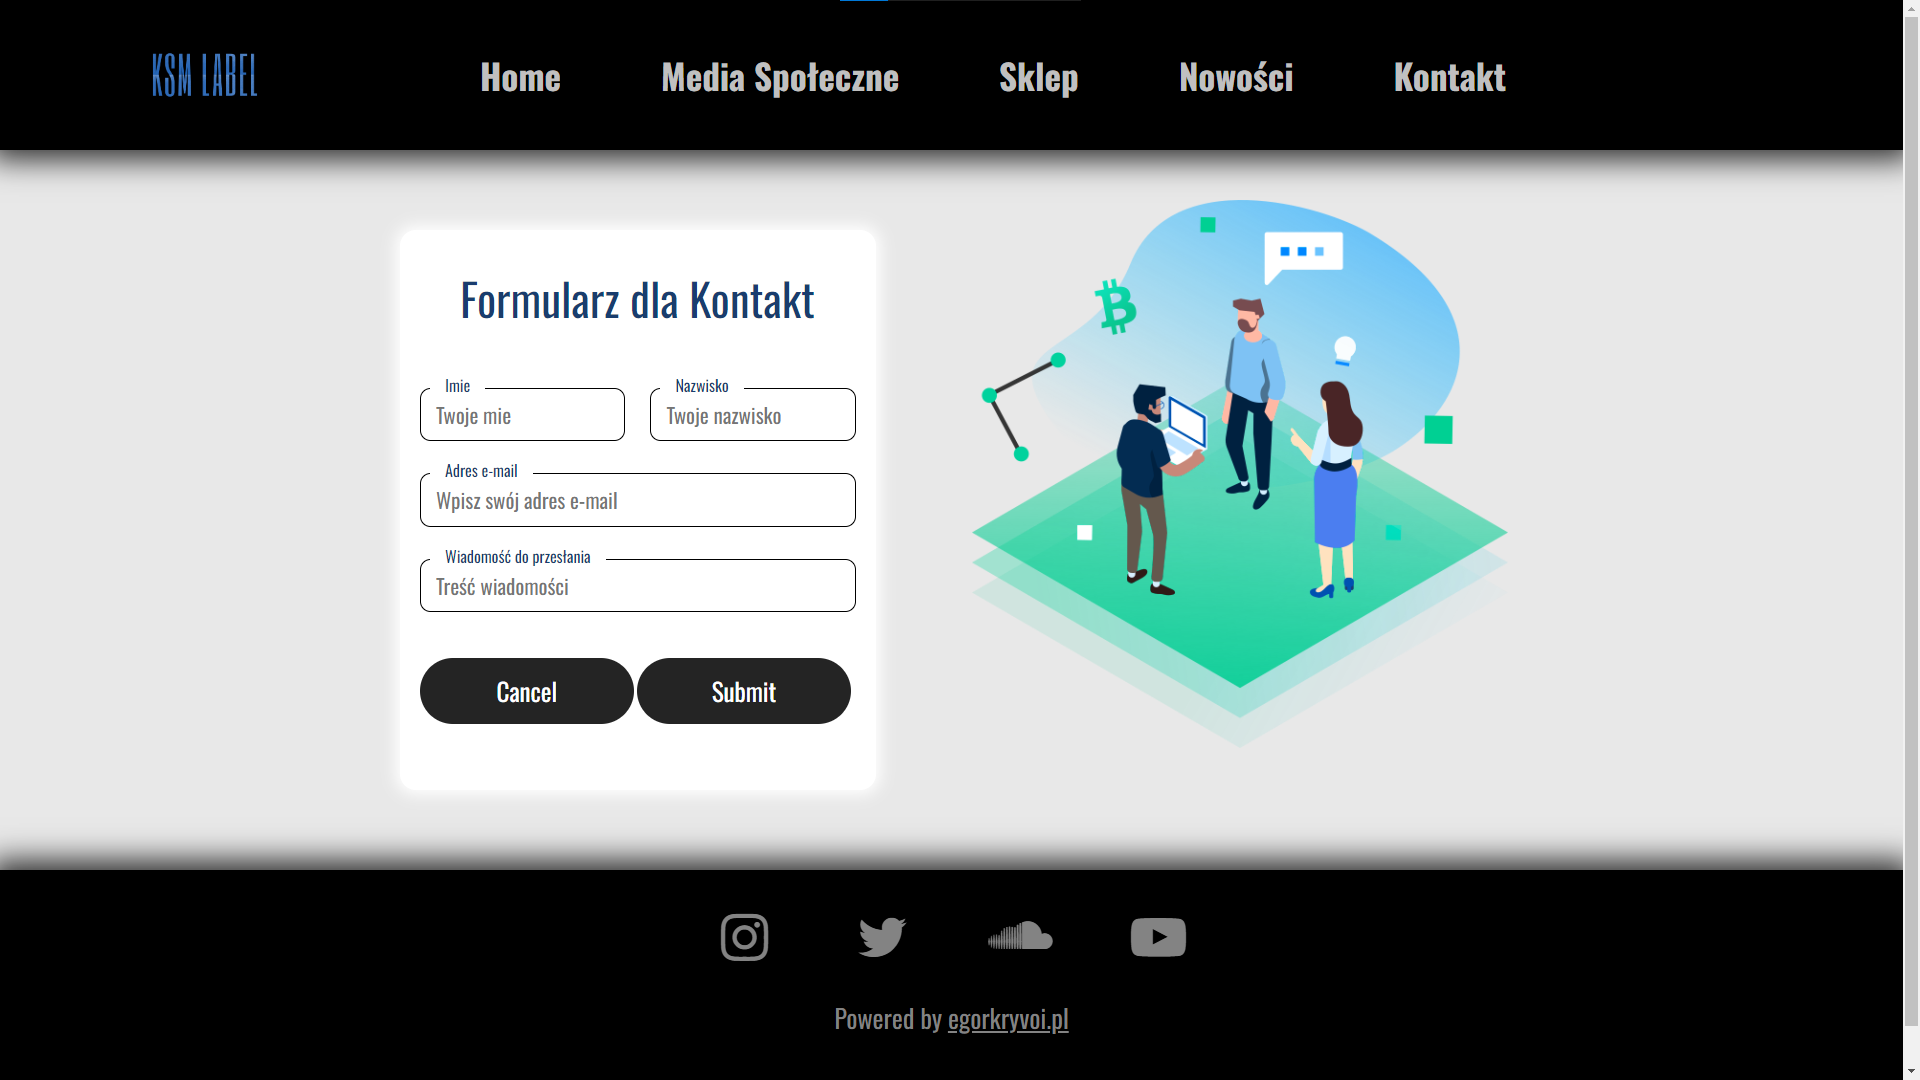 KSM LABEL
Home Media Społeczne Sklep Nowości Kontakt
Formularz dla Kontakt
Imie Nazwisko
Twoje mie Twoje nazwisko
Adres e-mail
Wpisz swój adres e-mail
Wiadomość do przesłania
Treść wiadomości
Cancel Submit
Powered by egorkryvoi.pl